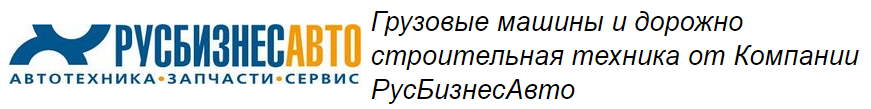 РУСБИЗНЕСАВТО
АВТОТЕХНИКА•ЗАПЧАСТИ•СЕРВИС
Грузовые машины и дорожно
строительная техника от Компании
РусБизнесАвто